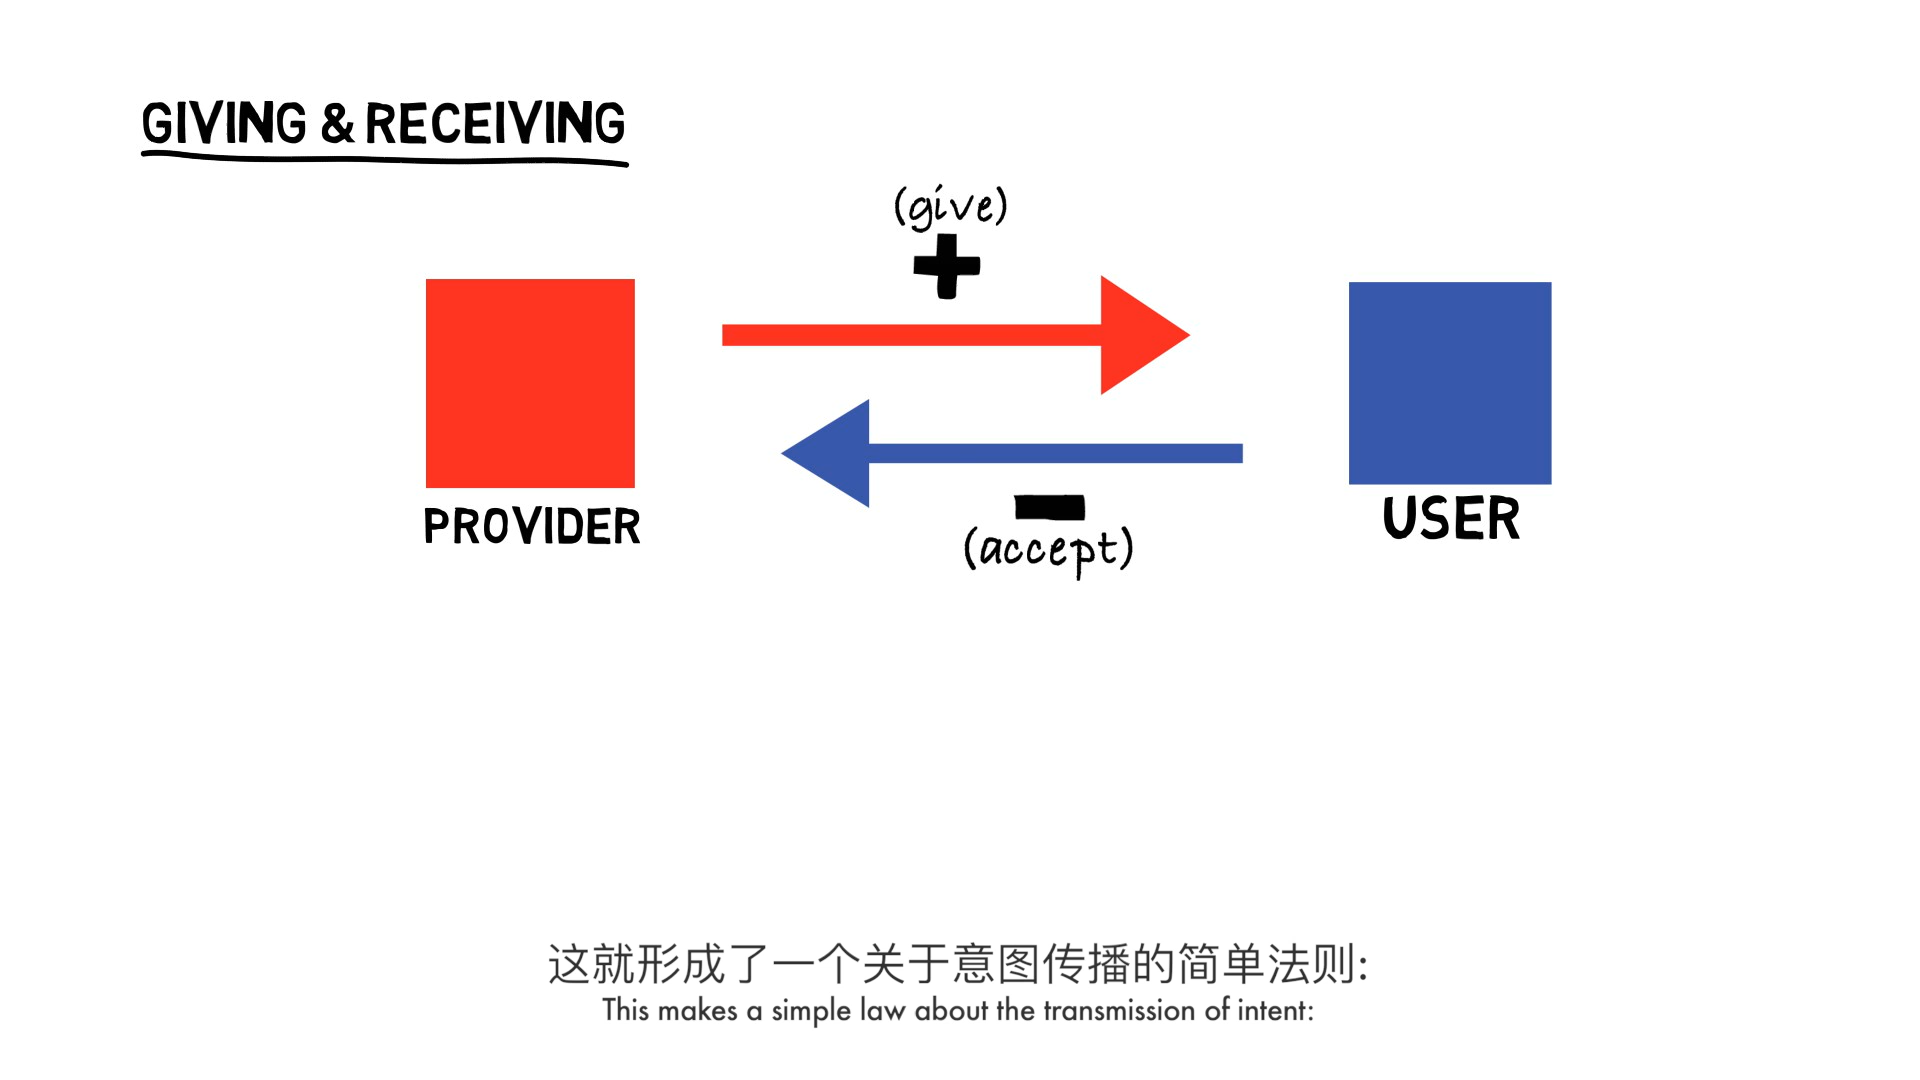 GIVING & RECEIVING
(give)
+
PROVIDER
USER
-
(accept)
这就形成了一个关于意图传播的简单法则:
This makes a simple law about the transmission of intent: